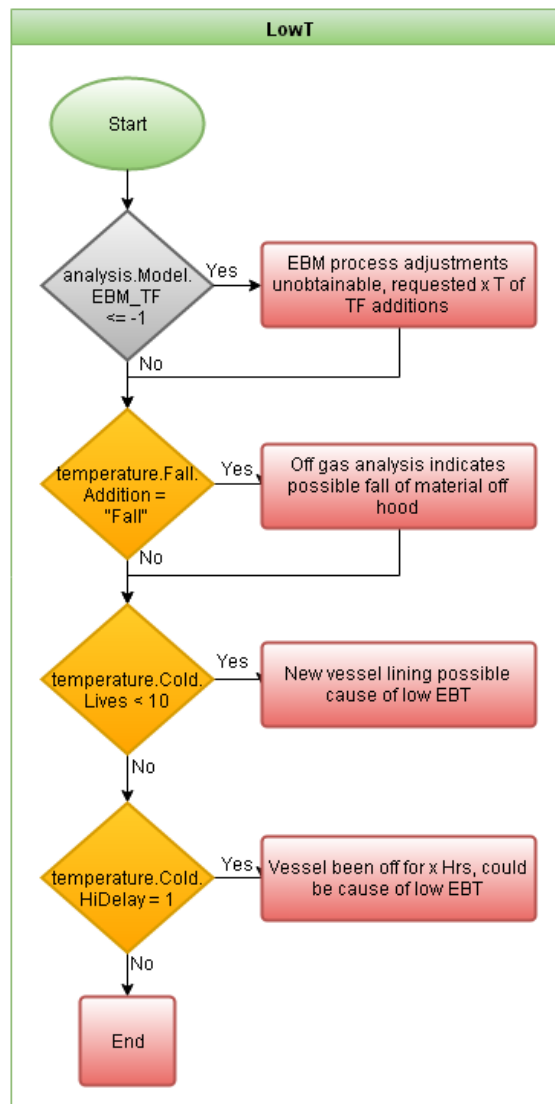 LowT
Start
analysis.Model.
EBM_TF
<= -1
Yes
EBM process adjustments
unobtainable, requested x T of
TF additions
No
temperature.Fall.
Addition =
"Fall"
Yes
Off gas analysis indicates
possible fall of material off
hood
No
temperature.Cold.
Lives < 10
Yes
New vessel lining possible
cause of low EBT
No
temperature.Cold.
HiDelay = 1
Yes
Vessel been off for x Hrs, could
be cause of low EBT
No
End